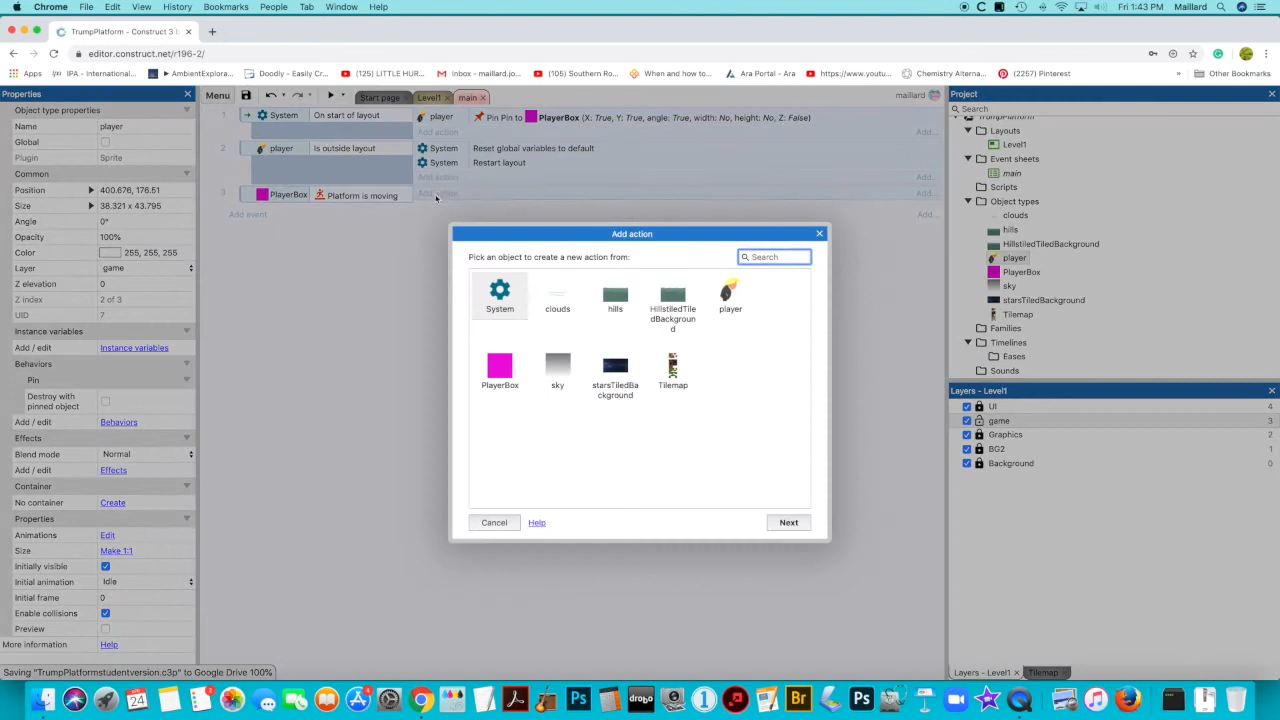 Chrome File Edit View History Bookmarks People Tab Window Help Fri 1:43 PM Maillard
TrumpPlatform - Construct 3
editor.construct.net/r196-2/
Apps IPA - International... AmbientExplora... Doodly - Easily Cr... (125) LITTLE HUR... Inbox - maillard.jo... (105) Southern Ro... When and how to... Ara Portal - Ara https://www.youtu... Chemistry Alterna... (2257) Pinterest » Other Bookmarks
Properties
Object type properties
Name player
Global
Plugin Sprite
Common
Position 400.676, 176.51
Size 38.321 x 43.795
Angle 0°
Opacity 100%
Color 255, 255, 255
Layer game
Z elevation 0
Z index 2 of 3
UID 7
Instance variables
Add / edit Instance variables
Behaviors
Pin
Destroy with
pinned object
Add / edit Behaviors
Effects
Blend mode Normal
Add / edit Effects
Container
No container Create
Properties
Animations Edit
Size Make 1:1
Initially visible
Initial animation Idle
Initial frame 0
Enable collisions
Preview
More information Help
Saving "TrumpPlatformstudentversion.c3p" to Google Drive 100%
Menu Start page Level1 main maillard
1 System On start of layout player Pin Pin to PlayerBox (X: True, Y: True, angle: True, width: No, height: No, Z: False)
Add action Add...
2 player Is outside layout System Reset global variables to default
System Restart layout
Add action Add...
3 PlayerBox Platform is moving Add action Add...
Add event Add...
Add action
Pick an object to create a new action from: Search
System clouds hills HillstiledTiledBackground player
PlayerBox sky starsTiledBackground Tilemap
Cancel Help Next
Project
Search
TrumpPlatform
Layouts
Level1
Event sheets
main
Scripts
Object types
clouds
hills
HillstiledTiledBackground
player
PlayerBox
sky
starsTiledBackground
Tilemap
Families
Timelines
Eases
Sounds
Layers - Level1
UI 4
game 3
Graphics 2
BG2 1
Background 0
Layers - Level1 Tilemap